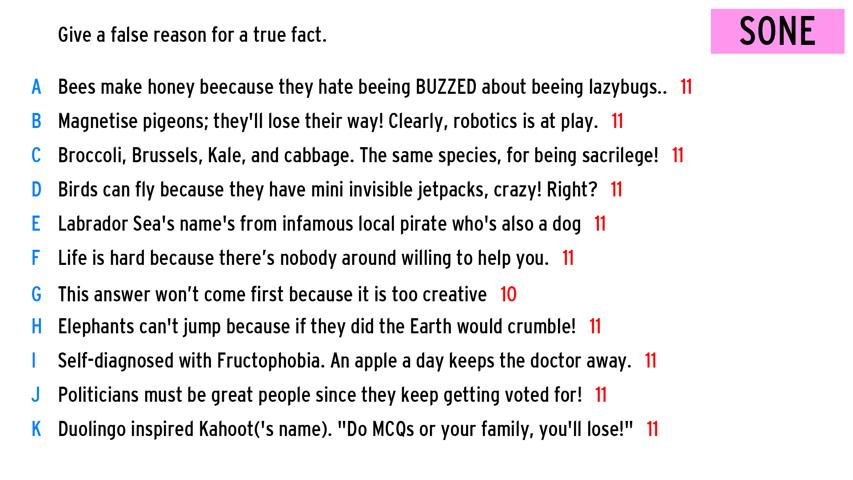 Give a false reason for a true fact.
SONE
A Bees make honey beecause they hate beeing BUZZED about beeing lazybugs.. 11
B Magnetise pigeons; they'll lose their way! Clearly, robotics is at play. 11
C Broccoli, Brussels, Kale, and cabbage. The same species, for being sacrilege! 11
D Birds can fly because they have mini invisible jetpacks, crazy! Right? 11
E Labrador Sea's name's from infamous local pirate who's also a dog 11
F Life is hard because there’s nobody around willing to help you. 11
G This answer won’t come first because it is too creative 10
H Elephants can't jump because if they did the Earth would crumble! 11
I Self-diagnosed with Fructophobia. An apple a day keeps the doctor away. 11
J Politicians must be great people since they keep getting voted for! 11
K Duolingo inspired Kahoot('s name). "Do MCQs or your family, you'll lose!" 11